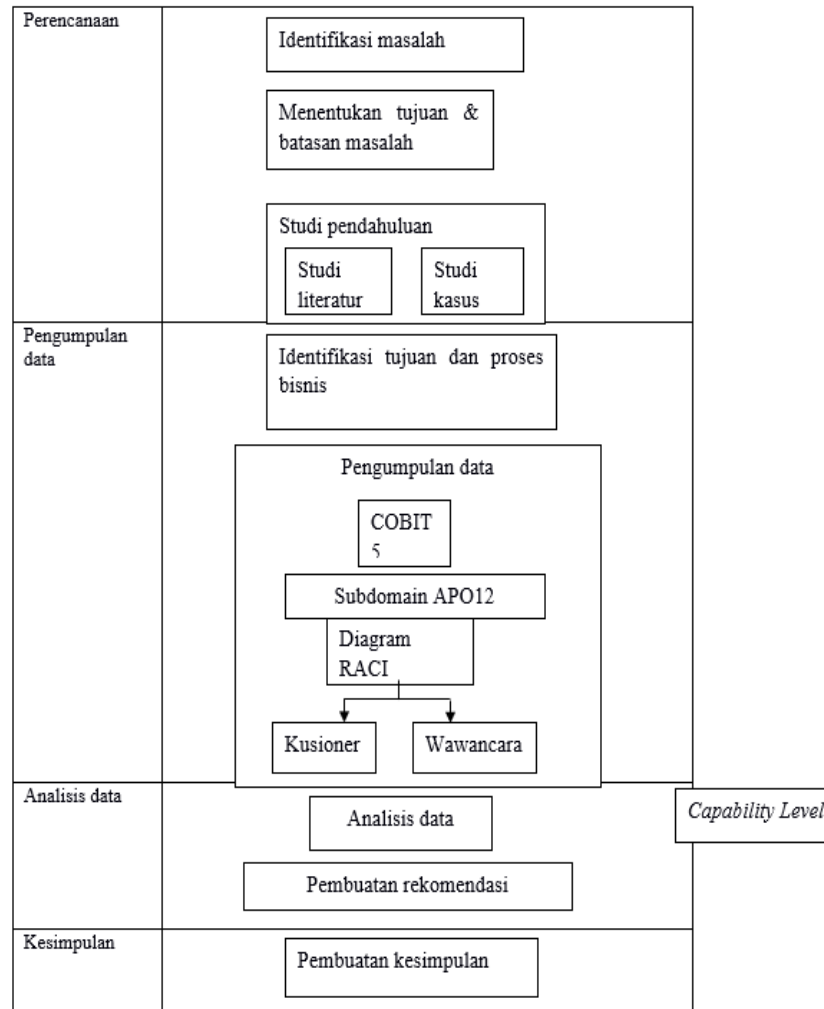 Perencanaan
Identifikasi masalah
Menentukan tujuan &
batasan masalah
Studi pendahuluan
Studi
literatur
Studi
kasus
Pengumpulan
data
Identifikasi tujuan dan proses
bisnis
Pengumpulan data
COBIT
5
Subdomain APO12
Diagram
RACI
Kusioner
Wawancara
Analisis data
Analisis data
Capability Level
Pembuatan rekomendasi
Kesimpulan
Pembuatan kesimpulan